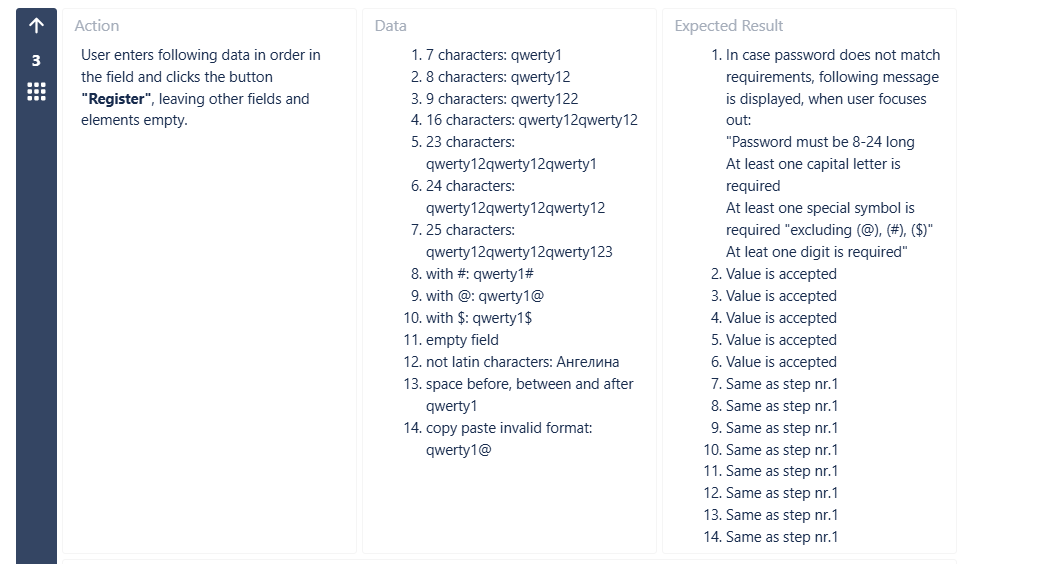 3
Action
User enters following data in order in
the field and clicks the button
"Register", leaving other fields and
elements empty.
Data
1. 7 characters: qwerty1
2. 8 characters: qwerty12
3. 9 characters: qwerty122
4. 16 characters: qwerty12qwerty12
5. 23 characters:
qwerty12qwerty12qwerty1
6. 24 characters:
qwerty12qwerty12qwerty12
7. 25 characters:
qwerty12qwerty12qwerty123
8. with #: qwerty1#
9. with @: qwerty1@
10. with $: qwerty1$
11. empty field
12. not latin characters: Ангелина
13. space before, between and after
qwerty1
14. copy paste invalid format:
qwerty1@
Expected Result
1. In case password does not match
requirements, following message
is displayed, when user focuses
out:
"Password must be 8-24 long
At least one capital letter is
required
At least one special symbol is
required "excluding (@), (#), ($)"
At leat one digit is required"
2. Value is accepted
3. Value is accepted
4. Value is accepted
5. Value is accepted
6. Value is accepted
7. Same as step nr.1
8. Same as step nr.1
9. Same as step nr.1
10. Same as step nr.1
11. Same as step nr.1
12. Same as step nr.1
13. Same as step nr.1
14. Same as step nr.1